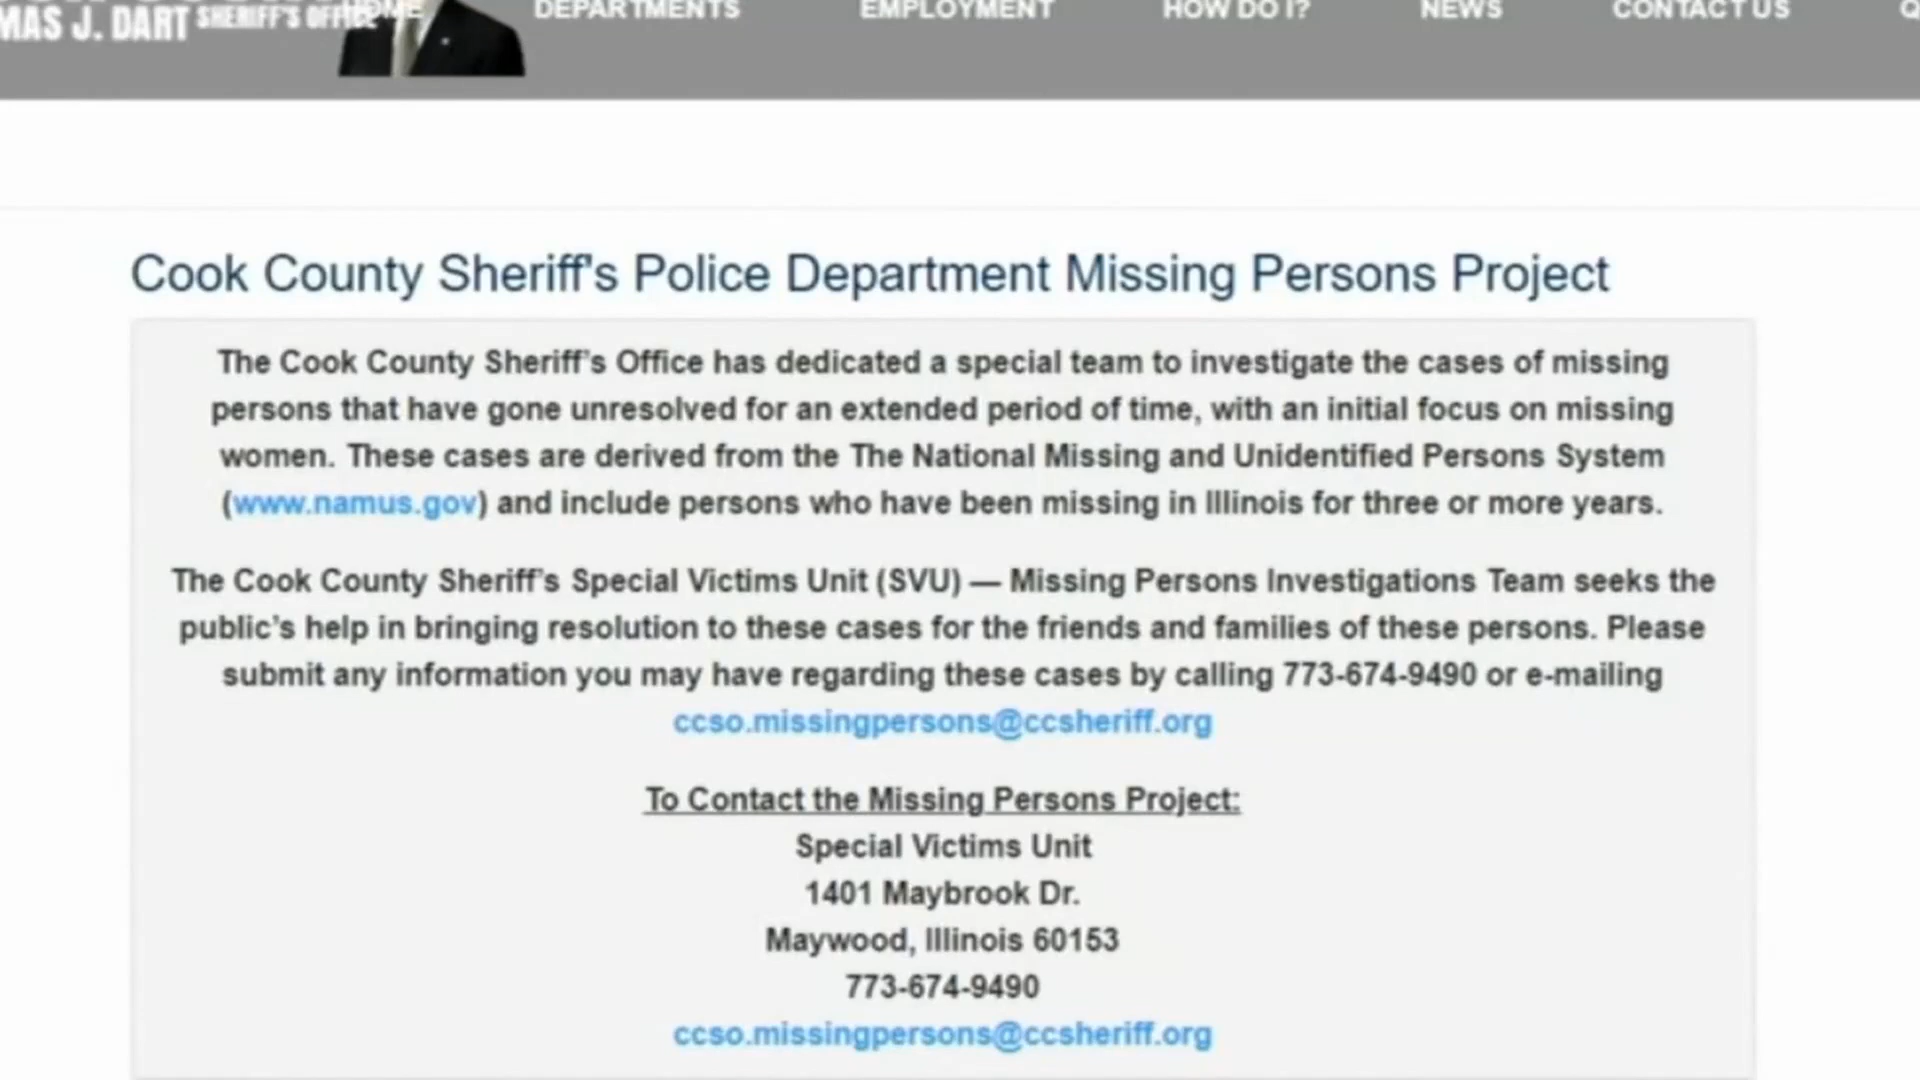 MAS J. DART SHERIFF'S OFFICE
DEPARTMENTS EMPLOYMENT HOW DO I? NEWS CONTACT US
Cook County Sheriff's Police Department Missing Persons Project
The Cook County Sheriff's Office has dedicated a special team to investigate the cases of missing
persons that have gone unresolved for an extended period of time, with an initial focus on missing
women. These cases are derived from the The National Missing and Unidentified Persons System
(www.namus.gov) and include persons who have been missing in Illinois for three or more years.
The Cook County Sheriff's Special Victims Unit (SVU) — Missing Persons Investigations Team seeks the
public's help in bringing resolution to these cases for the friends and families of these persons. Please
submit any information you may have regarding these cases by calling 773-674-9490 or e-mailing
ccso.missingpersons@ccsheriff.org
To Contact the Missing Persons Project:
Special Victims Unit
1401 Maybrook Dr.
Maywood, Illinois 60153
773-674-9490
ccso.missingpersons@ccsheriff.org